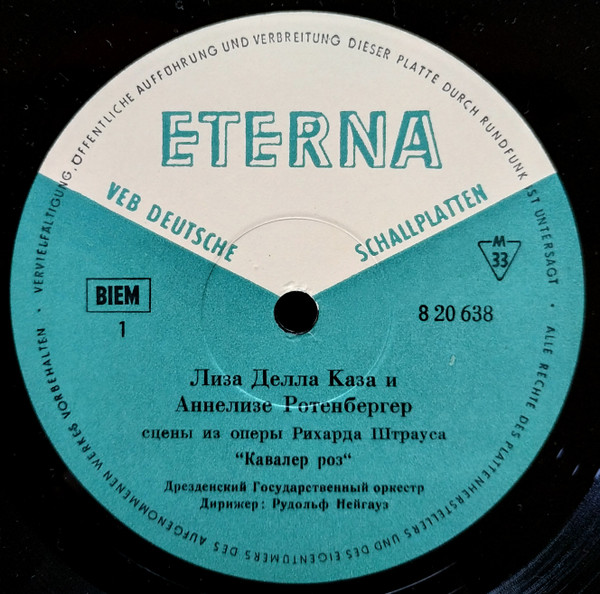 VERVIELFÄLTIGUNG, ÖFFENTLICHE AUFFÜHRUNG UND VERBREITUNG DIESER PLATTE DURCH RUNDFUNK IST UNTERSAGT • ALLE RECHTE DES PLATTENHERSTELLERS UND DES EIGENTÜMERS DES AUFGENOMMENEN WERKES VORBEHALTEN •
ETERNA
VEB DEUTSCHE SCHALLPLATTEN
BIEM
1
M
33
8 20 638
Лиза Делла Каза и
Аннелизе Ротенбергер
сцены из оперы Рихарда Штрауса
"Кавалер роз"
Дрезденский Государственный оркестр
Дирижер: Рудольф Нейгауз